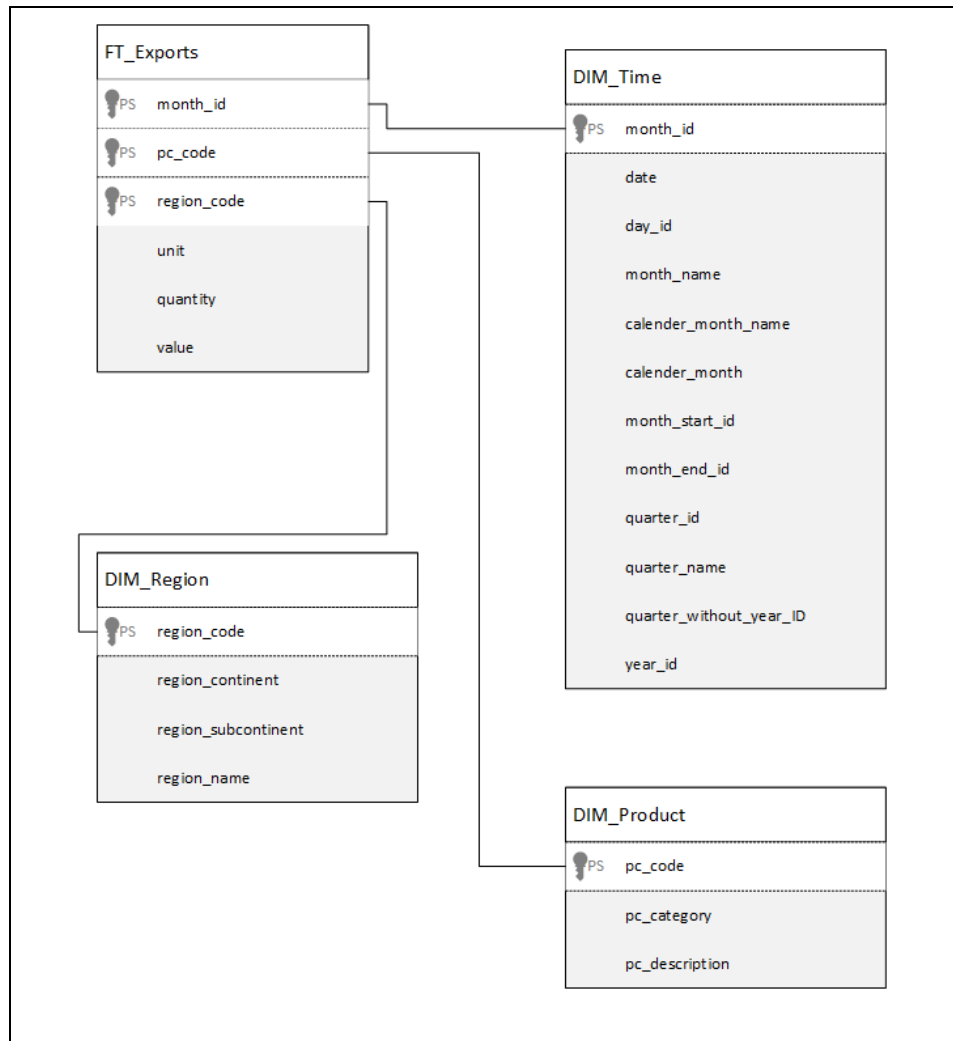 FT_Exports
PS month_id
PS pc_code
PS region_code
unit
quantity
value
DIM_Time
PS month_id
date
day_id
month_name
calender_month_name
calender_month
month_start_id
month_end_id
quarter_id
quarter_name
quarter_without_year_ID
year_id
DIM_Region
PS region_code
region_continent
region_subcontinent
region_name
DIM_Product
PS pc_code
pc_category
pc_description